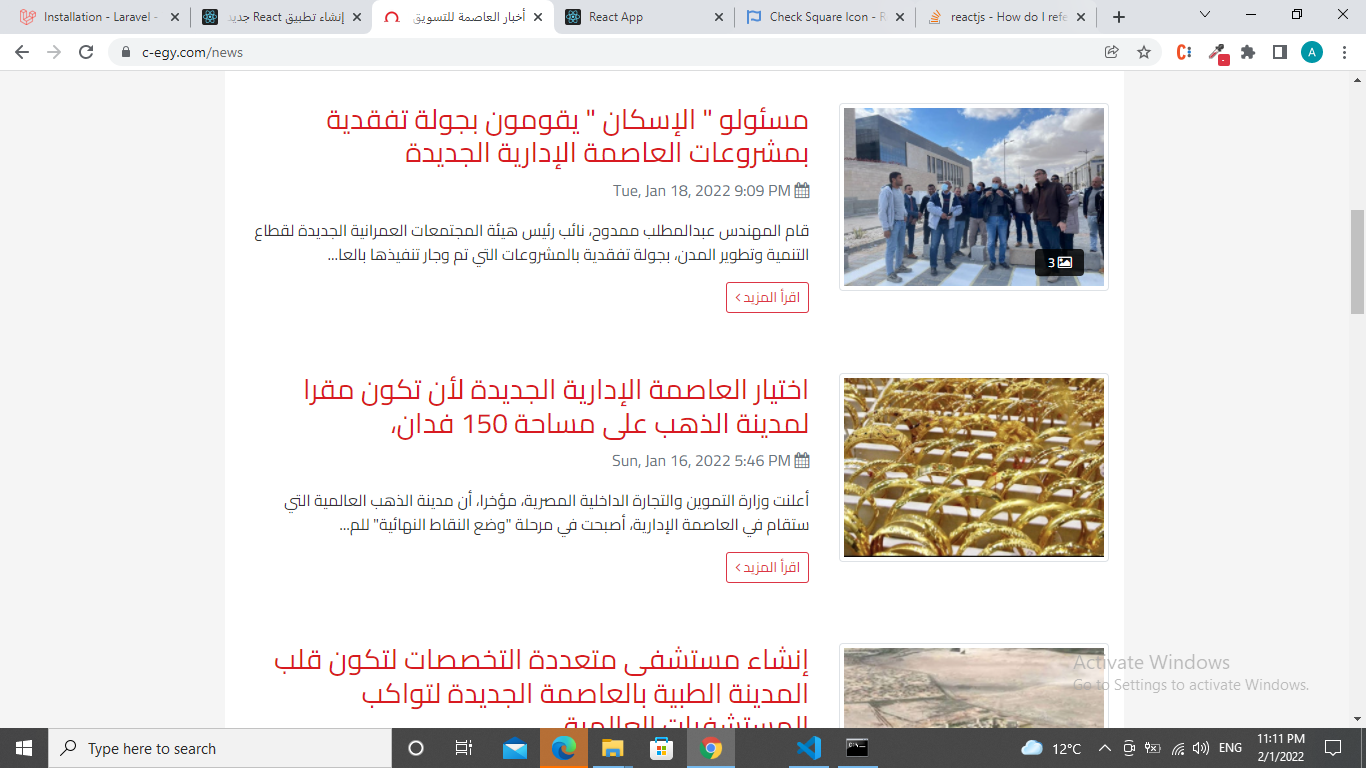 Installation - Laravel -
إنشاء تطبيق React جديد
أخبار العاصمة للتسويق
React App
Check Square Icon - R
reactjs - How do I refe
c-egy.com/news
A
مسئولو " الإسكان " يقومون بجولة تفقدية
بمشروعات العاصمة الإدارية الجديدة
Tue, Jan 18, 2022 9:09 PM
قام المهندس عبدالمطلب ممدوح، نائب رئيس هيئة المجتمعات العمرانية الجديدة لقطاع
التنمية وتطوير المدن، بجولة تفقدية بالمشروعات التي تم وجار تنفيذها بالعا...
اقرأ المزيد
3
اختيار العاصمة الإدارية الجديدة لأن تكون مقرا
لمدينة الذهب على مساحة 150 فدان،
Sun, Jan 16, 2022 5:46 PM
أعلنت وزارة التموين والتجارة الداخلية المصرية، مؤخرا، أن مدينة الذهب العالمية التي
ستقام في العاصمة الإدارية، أصبحت في مرحلة "وضع النقاط النهائية" للم...
اقرأ المزيد
إنشاء مستشفى متعددة التخصصات لتكون قلب
المدينة الطبية بالعاصمة الجديدة لتواكب
المستشفيات العالمية
Activate Windows
Go to Settings to activate Windows.
Type here to search
12°C
ENG
11:11 PM
2/1/2022